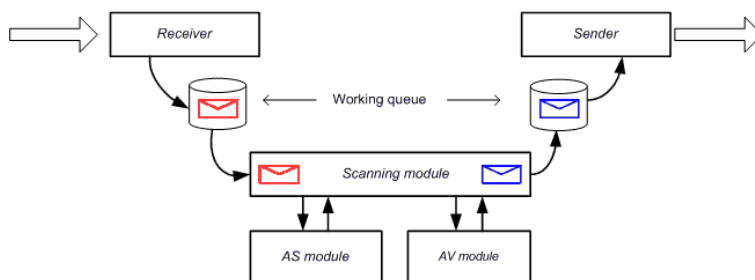 Receiver
Sender
Working queue
Scanning module
AS module
AV module